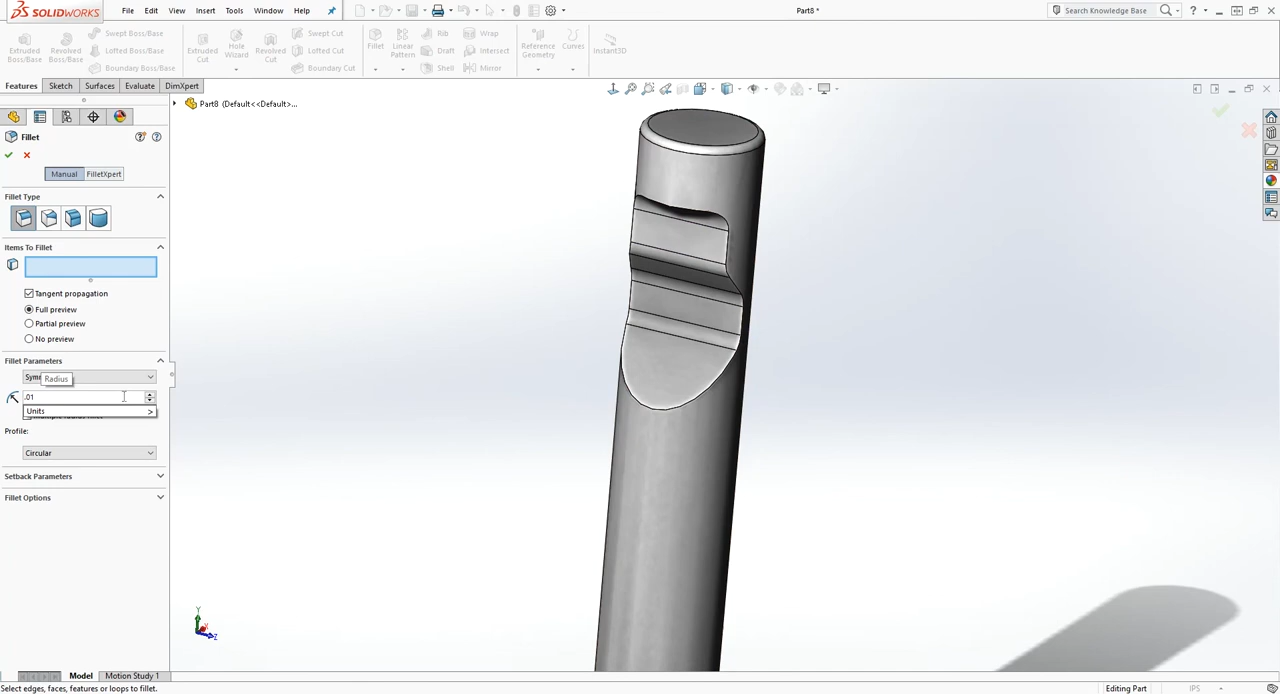 SOLIDWORKS
File Edit View Insert Tools Window Help
Part8 *
Search Knowledge Base
Extruded Boss/Base
Revolved Boss/Base
Swept Boss/Base
Lofted Boss/Base
Boundary Boss/Base
Extruded Cut
Hole Wizard
Revolved Cut
Swept Cut
Lofted Cut
Boundary Cut
Fillet
Linear Pattern
Rib
Draft
Shell
Wrap
Intersect
Mirror
Reference Geometry
Curves
Instant3D
Features Sketch Surfaces Evaluate DimXpert
Part8 (Default<<Default>...
Fillet
Manual FilletXpert
Fillet Type
Items To Fillet
Tangent propagation
Full preview
Partial preview
No preview
Fillet Parameters
Radius
.01
Units >
Profile:
Circular
Setback Parameters
Fillet Options
Y
Z
Model Motion Study 1
Select edges, faces, features or loops to fillet.
Editing Part
IPS